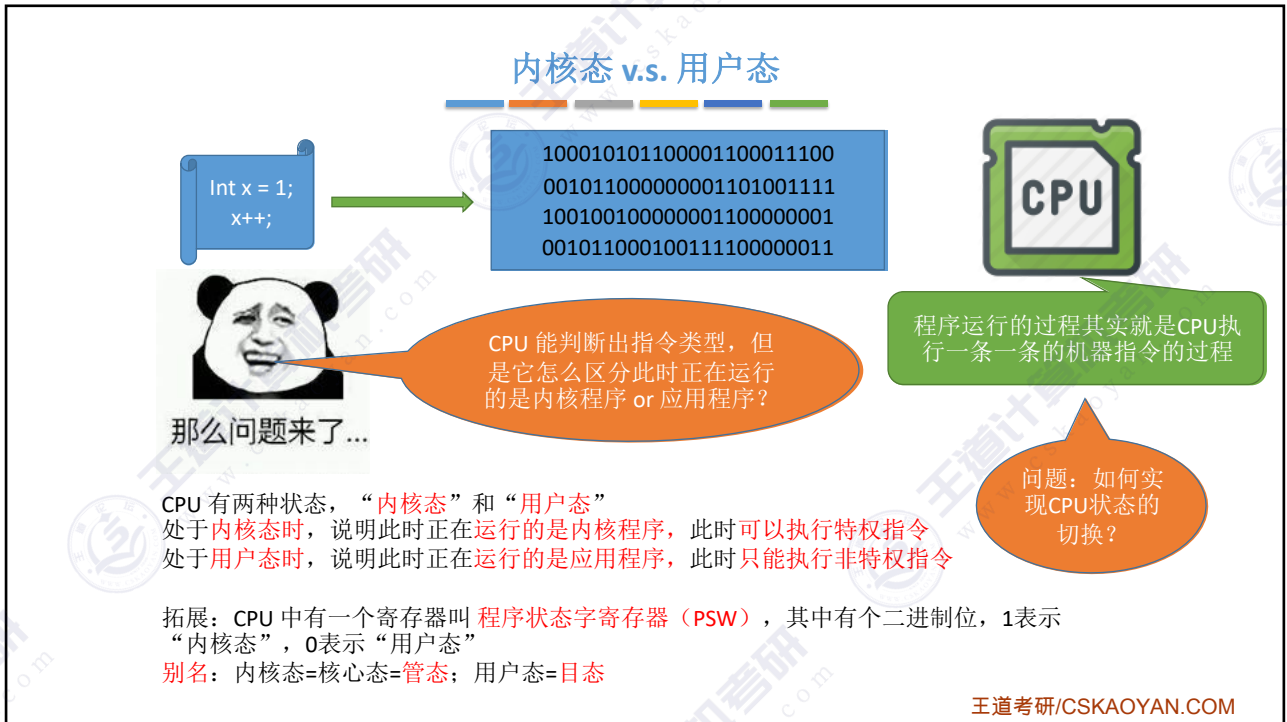 内核态 v.s. 用户态
Int x = 1;
x++;
100010101100001100011100
001011000000001101001111
100100100000001100000001
001011000100111100000011
CPU
程序运行的过程其实就是CPU执
行一条一条的机器指令的过程
CPU 能判断出指令类型，但
是它怎么区分此时正在运行
的是内核程序 or 应用程序？
那么问题来了...
问题：如何实
现CPU状态的
切换？
CPU 有两种状态，“内核态”和“用户态”
处于内核态时，说明此时正在运行的是内核程序，此时可以执行特权指令
处于用户态时，说明此时正在运行的是应用程序，此时只能执行非特权指令
拓展：CPU 中有一个寄存器叫 程序状态字寄存器（PSW），其中有个二进制位，1表示
“内核态”，0表示“用户态”
别名：内核态=核心态=管态；用户态=目态
王道考研/CSKAOYAN.COM